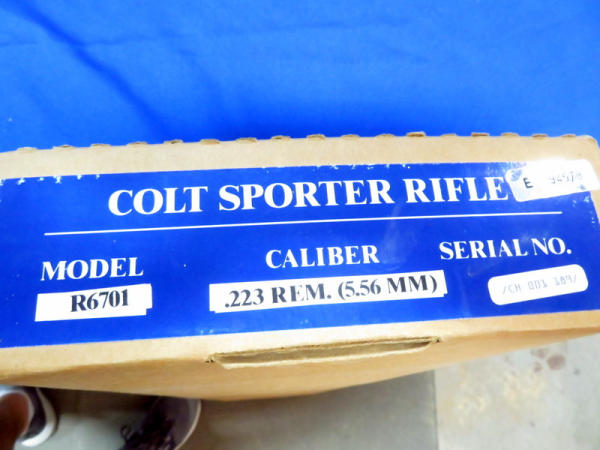 COLT SPORTER RIFLE
MODEL
CALIBER
SERIAL NO.
R6701
.223 REM. (5.56 MM)